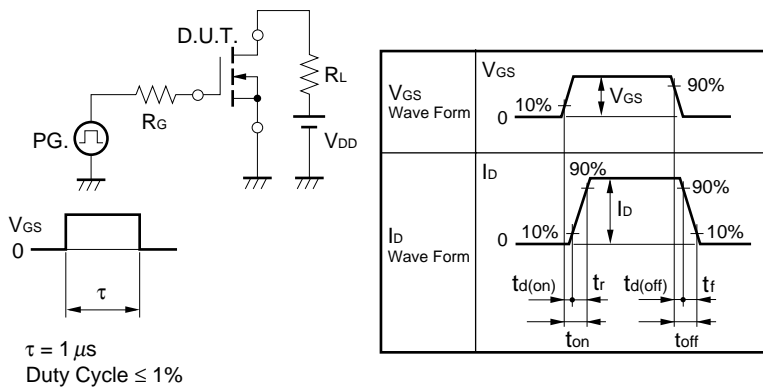 D.U.T.
RL
RG
PG.
VDD
VGS
0
τ
τ = 1 μs
Duty Cycle ≤ 1%
VGS
Wave Form
VGS
10%
0
VGS
90%
ID
Wave Form
ID
90%
90%
ID
10%
10%
0
td(on)
tr
td(off)
tf
ton
toff